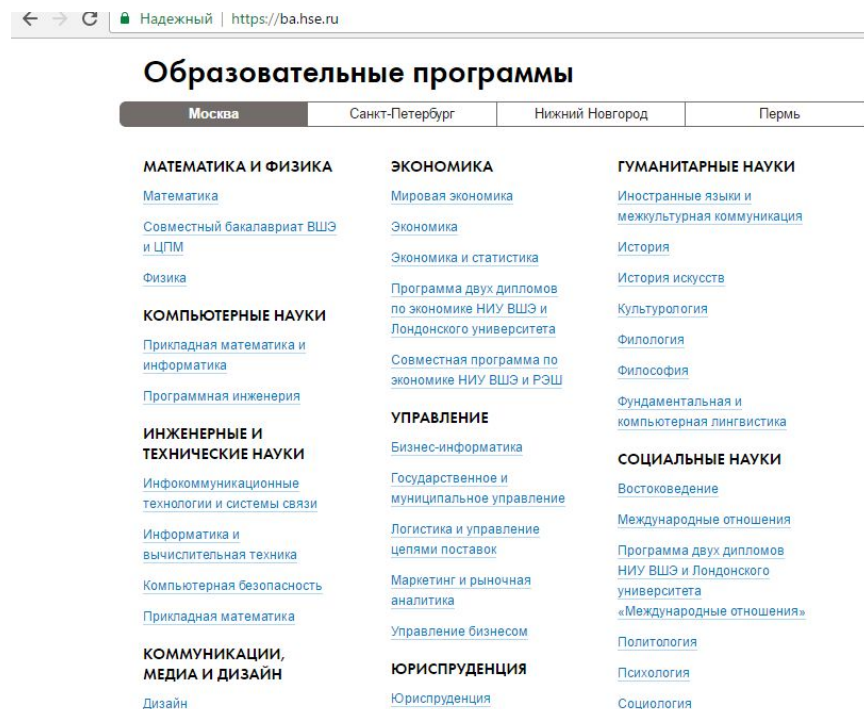 Надежный | https://ba.hse.ru
Образовательные программы
Москва
Санкт-Петербург
Нижний Новгород
Пермь
МАТЕМАТИКА И ФИЗИКА
Математика
Совместный бакалавриат ВШЭ
и ЦПМ
Физика
КОМПЬЮТЕРНЫЕ НАУКИ
Прикладная математика и
информатика
Программная инженерия
ИНЖЕНЕРНЫЕ И
ТЕХНИЧЕСКИЕ НАУКИ
Инфокоммуникационные
технологии и системы связи
Информатика и
вычислительная техника
Компьютерная безопасность
Прикладная математика
КОММУНИКАЦИИ,
МЕДИА И ДИЗАЙН
Дизайн
ЭКОНОМИКА
Мировая экономика
Экономика
Экономика и статистика
Программа двух дипломов
по экономике НИУ ВШЭ и
Лондонского университета
Совместная программа по
экономике НИУ ВШЭ и РЭШ
УПРАВЛЕНИЕ
Бизнес-информатика
Государственное и
муниципальное управление
Логистика и управление
цепями поставок
Маркетинг и рыночная
аналитика
Управление бизнесом
ЮРИСПРУДЕНЦИЯ
Юриспруденция
ГУМАНИТАРНЫЕ НАУКИ
Иностранные языки и
межкультурная коммуникация
История
История искусств
Культурология
Филология
Философия
Фундаментальная и
компьютерная лингвистика
СОЦИАЛЬНЫЕ НАУКИ
Востоковедение
Международные отношения
Программа двух дипломов
НИУ ВШЭ и Лондонского
университета
«Международные отношения»
Политология
Психология
Социология